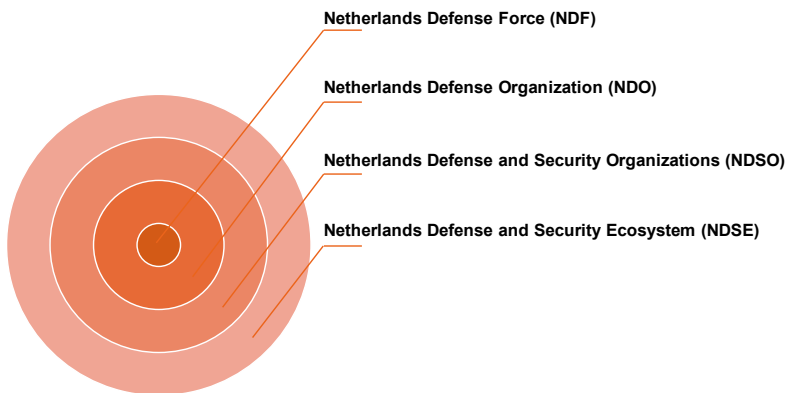 Netherlands Defense Force (NDF)
Netherlands Defense Organization (NDO)
Netherlands Defense and Security Organizations (NDSO)
Netherlands Defense and Security Ecosystem (NDSE)